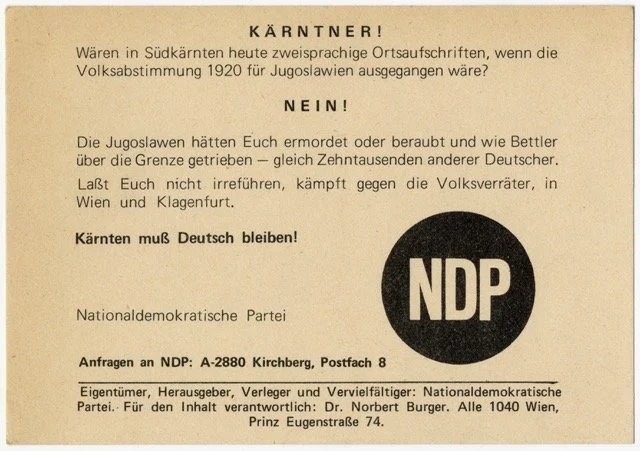 KÄRNTNER!
Wären in Südkärnten heute zweisprachige Ortsaufschriften, wenn die
Volksabstimmung 1920 für Jugoslawien ausgegangen wäre?
NEIN!
Die Jugoslawen hätten Euch ermordet oder beraubt und wie Bettler
über die Grenze getrieben – gleich Zehntausenden anderer Deutscher.
Laßt Euch nicht irreführen, kämpft gegen die Volksverräter, in
Wien und Klagenfurt.
Kärnten muß Deutsch bleiben!
NDP
Nationaldemokratische Partei
Anfragen an NDP: A-2880 Kirchberg, Postfach 8
Eigentümer, Herausgeber, Verleger und Vervielfältiger: Nationaldemokratische
Partei. Für den Inhalt verantwortlich: Dr. Norbert Burger. Alle 1040 Wien,
Prinz Eugenstraße 74.